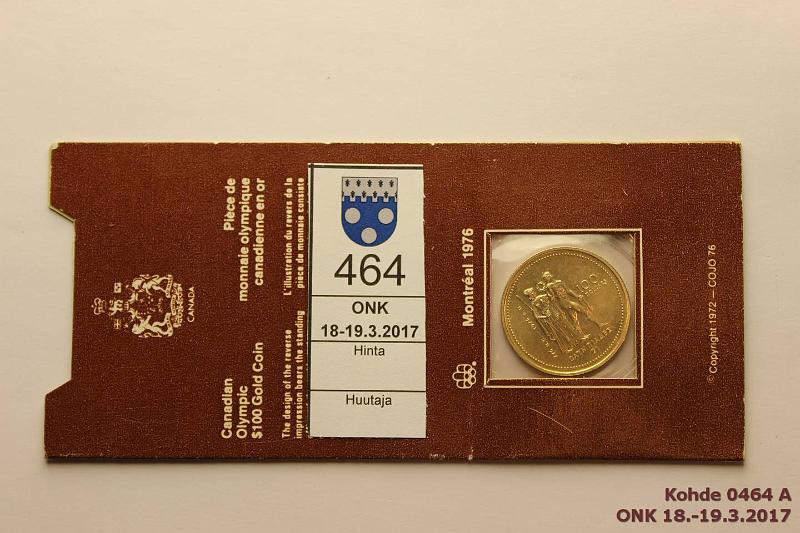 CANADA
Pièce de
monnaie olympique
canadienne en or
Canadian
Olympic
$100 Gold Coin
L'illustration du revers de la
pièce de monnaie consiste
The design of the reverse
impression bears the standing
464
ONK
18-19.3.2017
Hinta
Huutaja
Montréal 1976
100
© Copyright 1972 – COJO 76
Kohde 0464 A
ONK 18.-19.3.2017